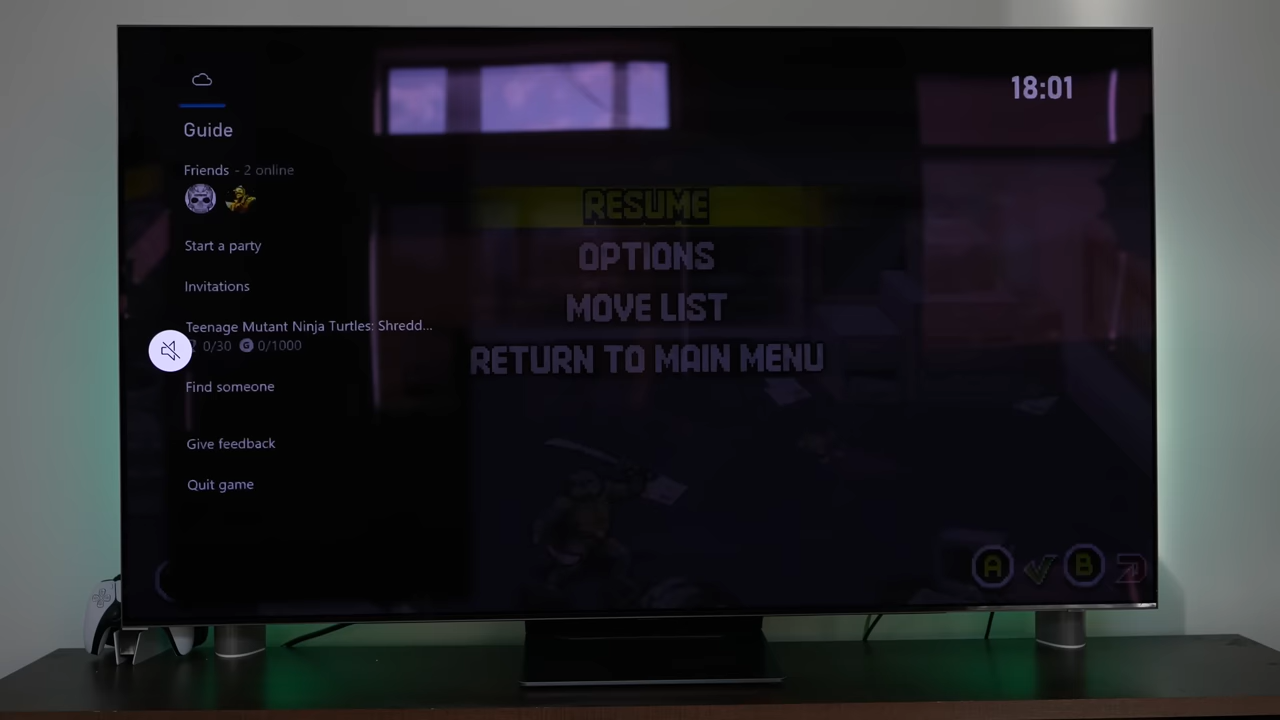 18:01
Guide
Friends - 2 online
Start a party
Invitations
Teenage Mutant Ninja Turtles: Shredd...
0/30 G 0/1000
Find someone
Give feedback
Quit game
RESUME
OPTIONS
MOVE LIST
RETURN TO MAIN MENU
A B